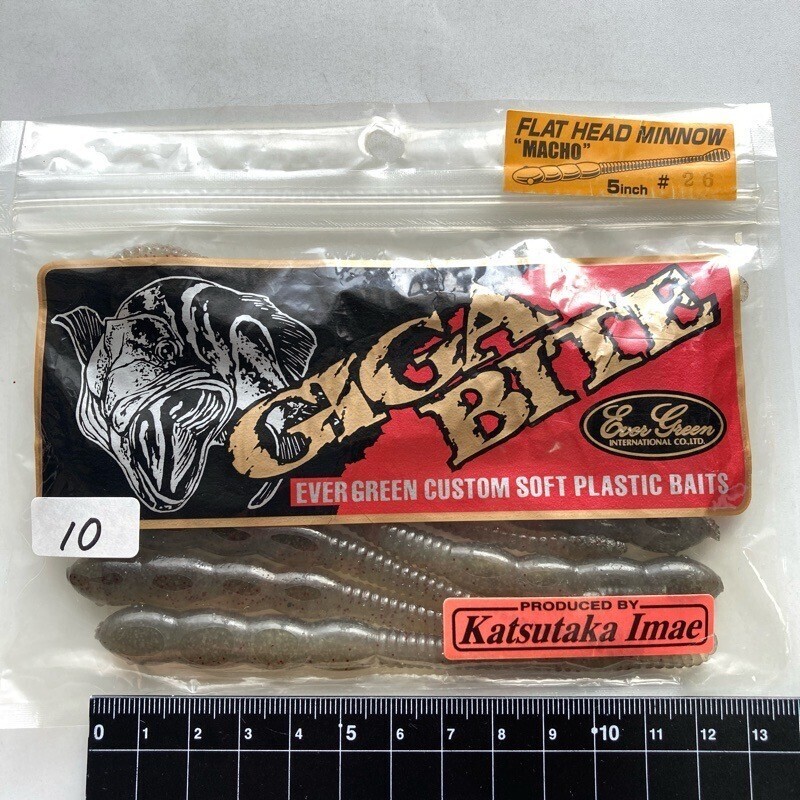 FLAT HEAD MINNOW
"MACHO"
5inch # 26
GIGA
BITE
Ever Green
INTERNATIONAL CO.,LTD.
EVER GREEN CUSTOM SOFT PLASTIC BAITS
10
PRODUCED BY
Katsutaka Imae
0 1 2 3 4 5 6 7 8 9 10 11 12 13